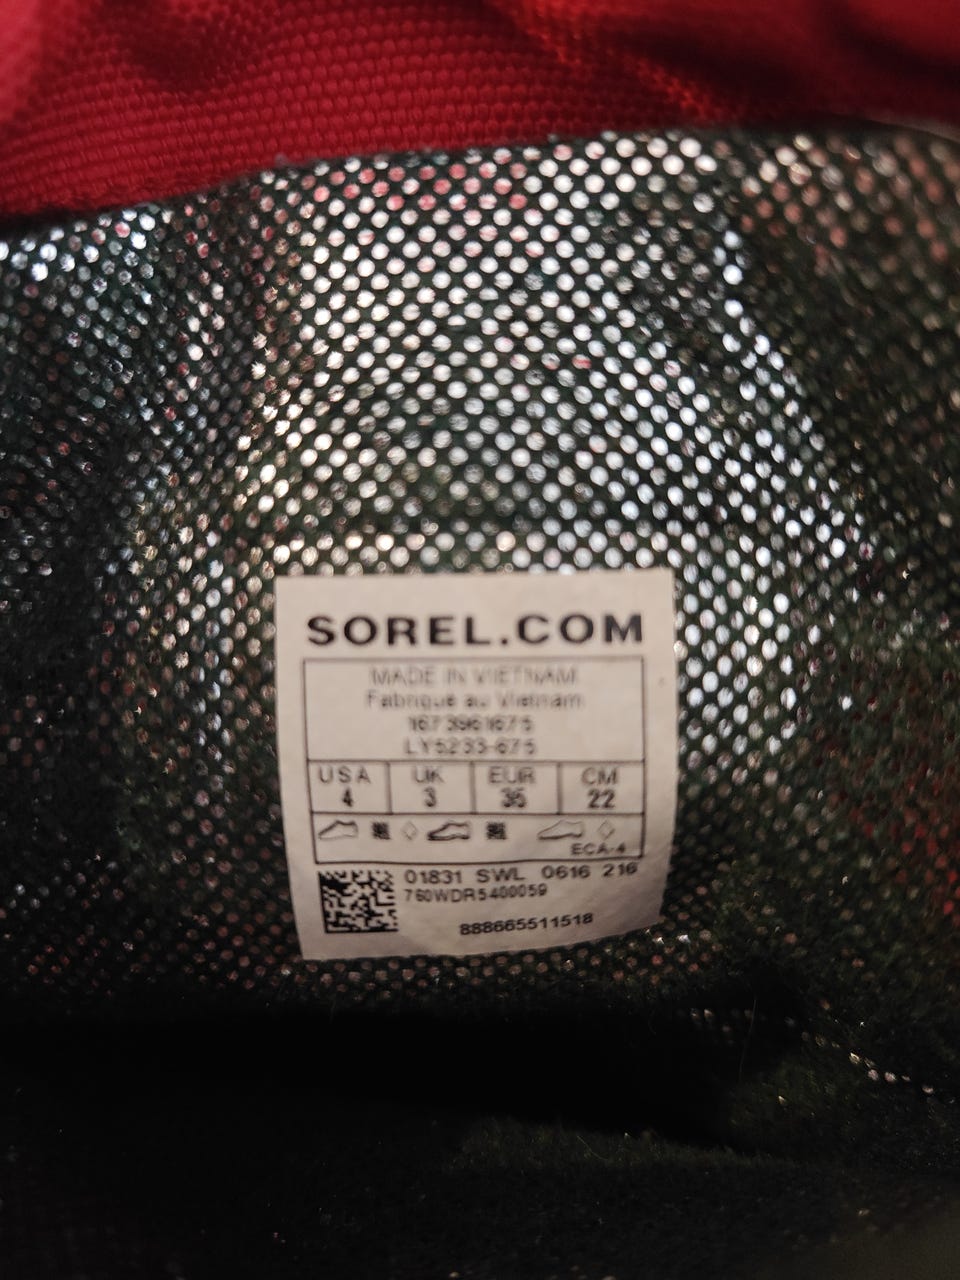 SOREL.COM
MADE IN VIETNAM
Fabriqué au Vietnam
1673961675
LY5233-675
USA UK EUR CM
4 3 35 22
ECA-4
01831 SWL 0616 216
760WDR5400059
888665511518